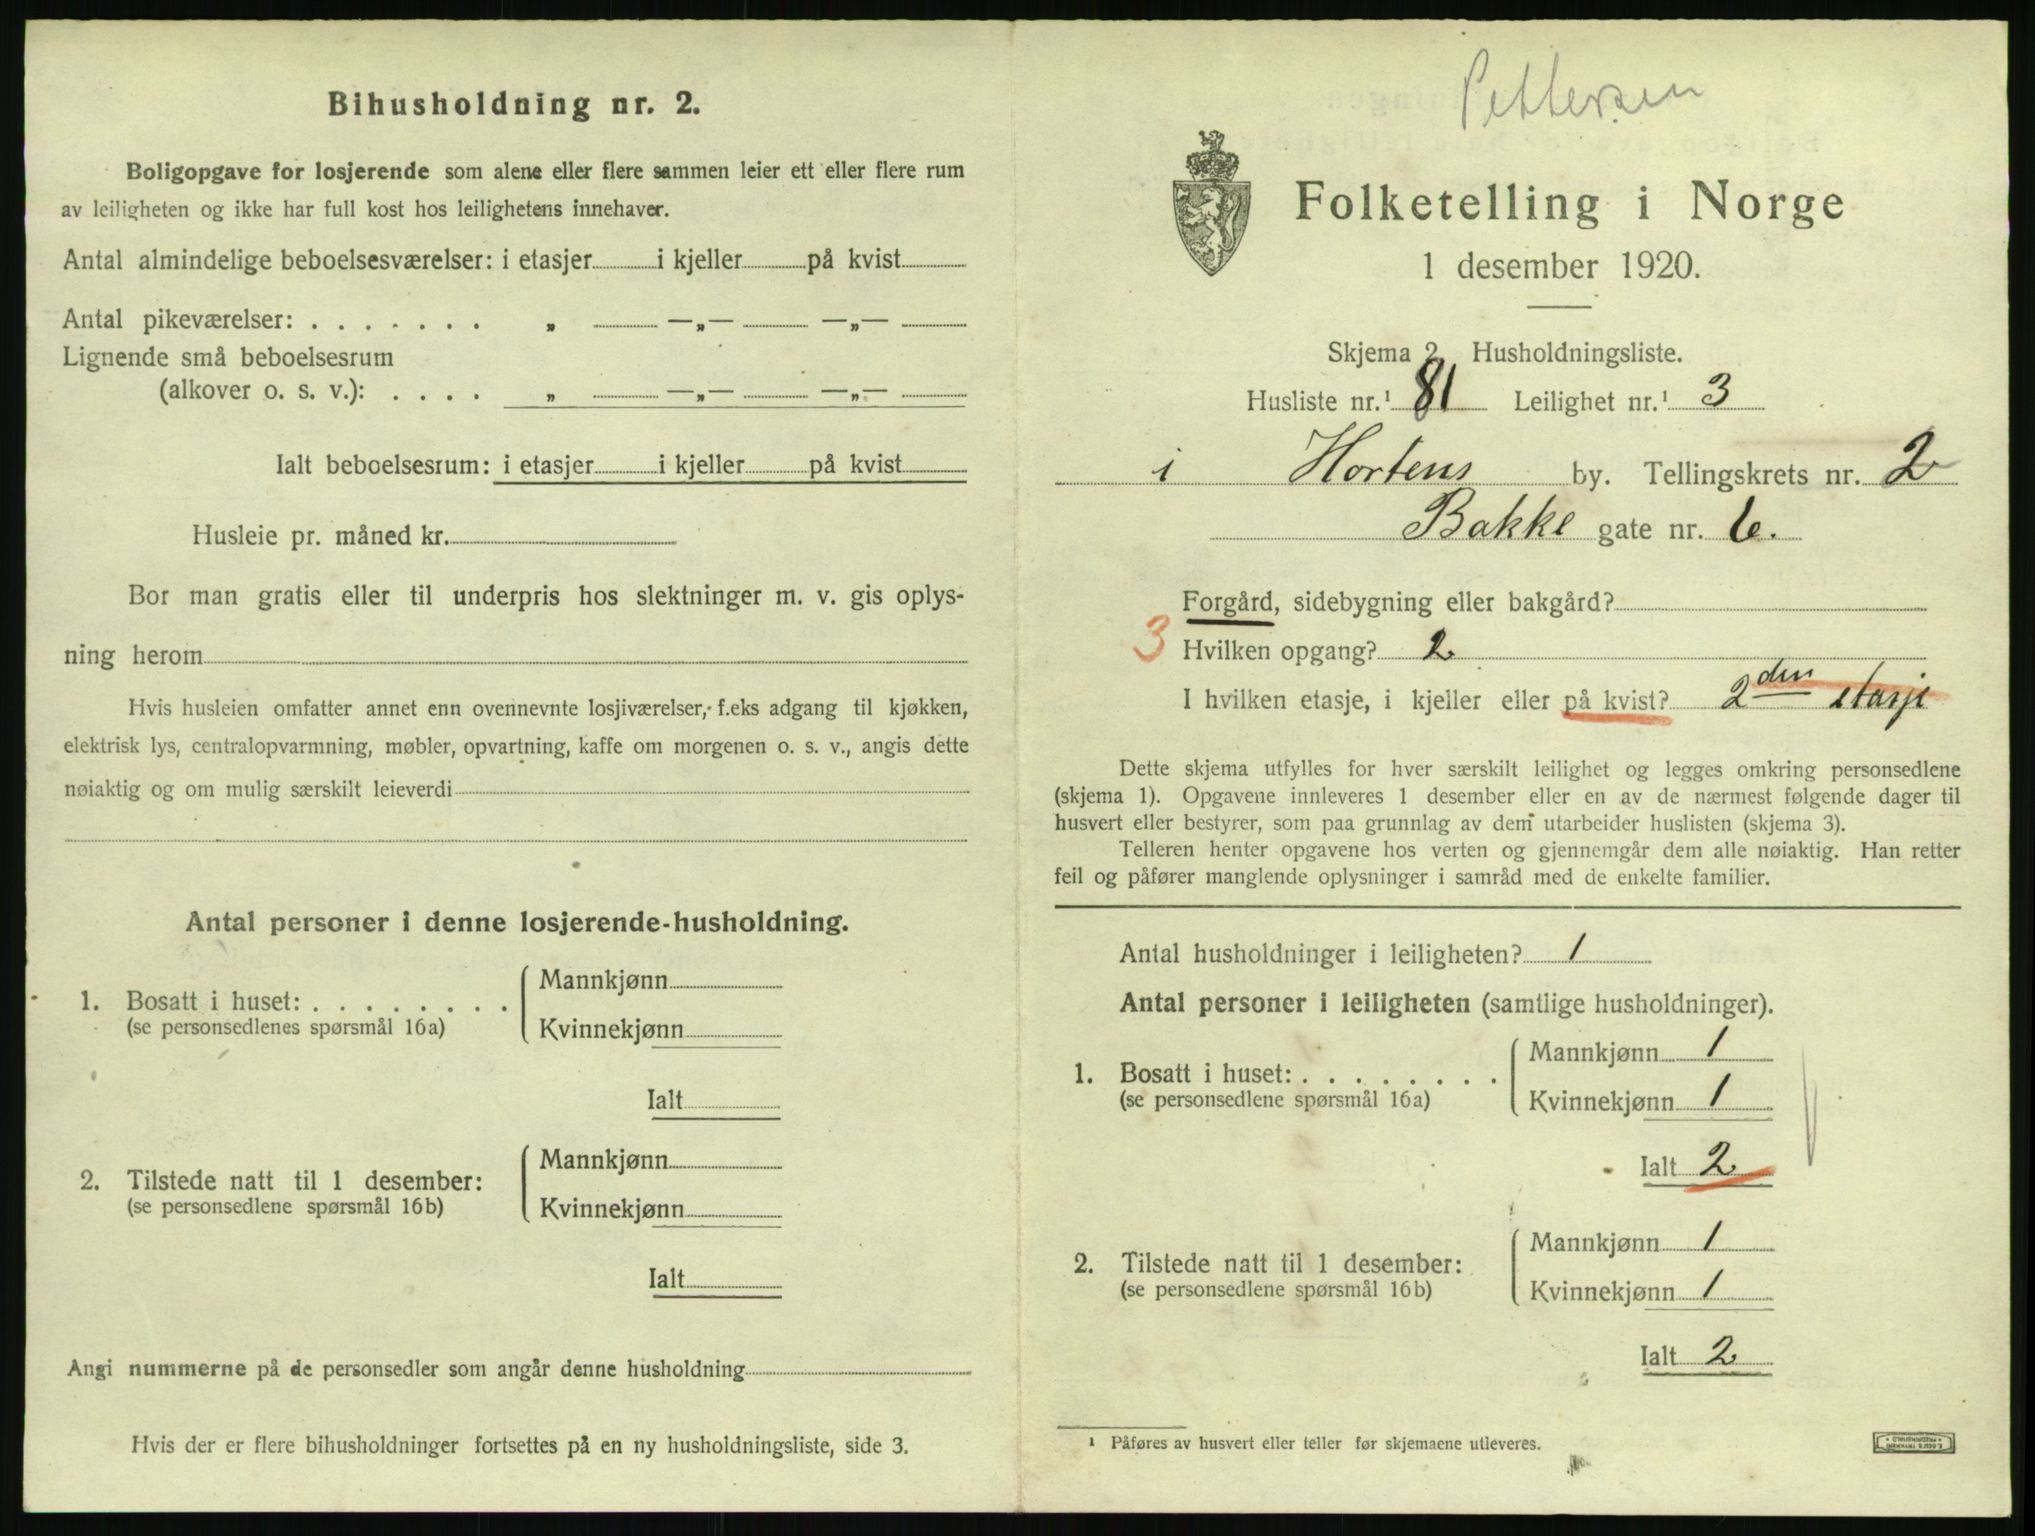 Bihusholdning nr. 2.
Boligopgave for losjerende som alene eller flere sammen leier ett eller flere rum
av leiligheten og ikke har full kost hos leilighetens innehaver.
Antal almindelige beboelsesværelser: i etasjer i kjeller på kvist
Antal pikeværelser: . . . . . . . „ —„— —„—
Lignende små beboelsesrum
(alkover o. s. v.): . . . . „ —„— —„—
Ialt beboelsesrum: i etasjer i kjeller på kvist
Husleie pr. måned kr.
Bor man gratis eller til underpris hos slektninger m. v. gis oplys-
ning herom
Hvis husleien omfatter annet enn ovennevnte losjiværelser, f.eks adgang til kjøkken,
elektrisk lys, centralopvarmning, møbler, opvartning, kaffe om morgenen o. s. v., angis dette
nøiaktig og om mulig særskilt leieverdi
Antal personer i denne losjerende-husholdning.
1. Bosatt i huset: . . . . . . . .
(se personsedlenes spørsmål 16a)
Mannkjønn
Kvinnekjønn
Ialt
2. Tilstede natt til 1 desember:
(se personsedlene spørsmål 16b)
Mannkjønn
Kvinnekjønn
Ialt
Angi nummerne på de personsedler som angår denne husholdning
Hvis der er flere bihusholdninger fortsettes på en ny husholdningsliste, side 3.
Pettersen
Folketelling i Norge
1 desember 1920.
Skjema 2 Husholdningsliste.
Husliste nr.¹ 81 Leilighet nr.¹ 3
i Hortens by. Tellingskrets nr. 2
Bakke gate nr. 6.
Forgård, sidebygning eller bakgård?
3 Hvilken opgang? 2
I hvilken etasje, i kjeller eller på kvist? 2den etasje
Dette skjema utfylles for hver særskilt leilighet og legges omkring personsedlene
(skjema 1). Opgavene innleveres 1 desember eller en av de nærmest følgende dager til
husvert eller bestyrer, som paa grunnlag av dem utarbeider huslisten (skjema 3).
Telleren henter opgavene hos verten og gjennemgår dem alle nøiaktig. Han retter
feil og påfører manglende oplysninger i samråd med de enkelte familier.
Antal husholdninger i leiligheten? 1
Antal personer i leiligheten (samtlige husholdninger).
1. Bosatt i huset: . . . . . . . .
(se personsedlene spørsmål 16a)
Mannkjønn 1
Kvinnekjønn 1
Ialt 2
2. Tilstede natt til 1 desember:
(se personsedlene spørsmål 16b)
Mannkjønn 1
Kvinnekjønn 1
Ialt 2
¹ Påføres av husvert eller teller før skjemaene utleveres.